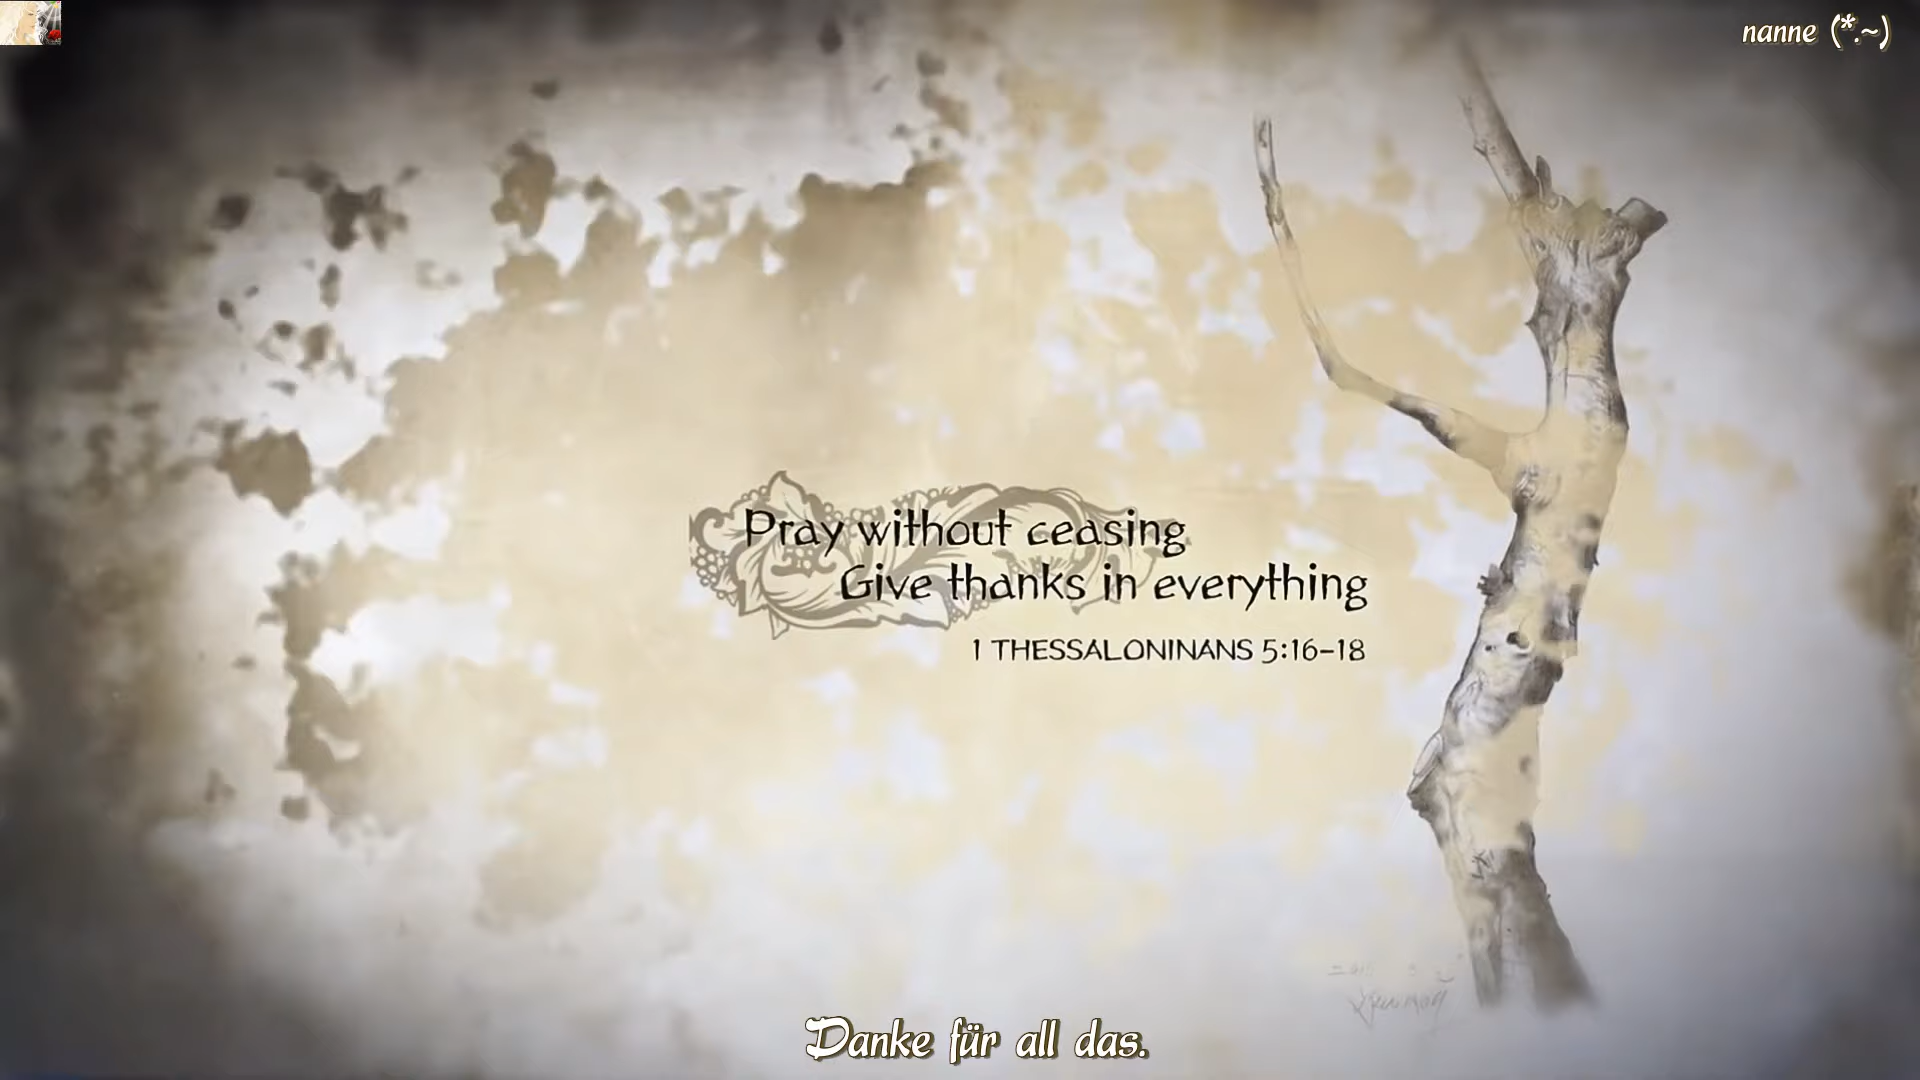 nanne (*.~)
Pray without ceasing
Give thanks in everything
1 THESSALONINANS 5:16-18
Danke für all das.